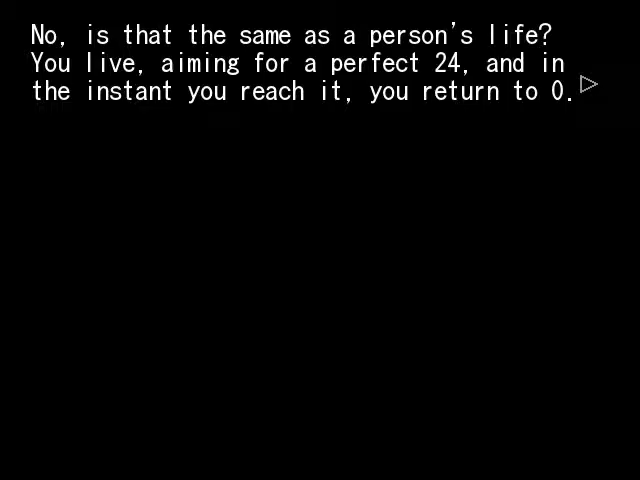 No, is that the same as a person's life?
You live, aiming for a perfect 24, and in
the instant you reach it, you return to 0.